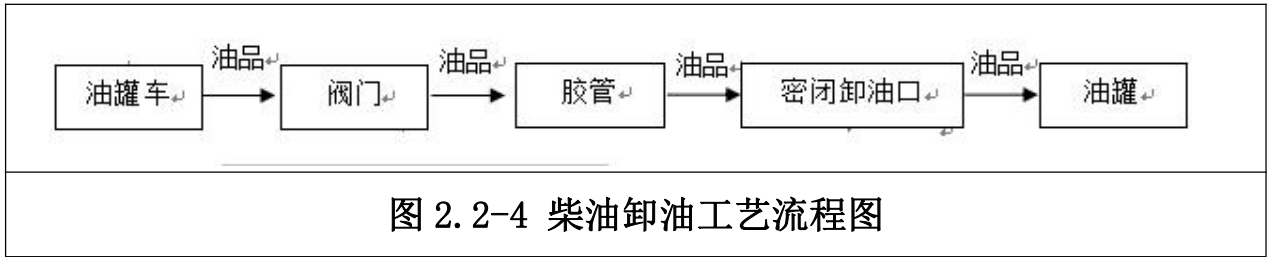 油品 油品 油品 油品
油罐车 阀门 胶管 密闭卸油口 油罐
图 2.2-4 柴油卸油工艺流程图